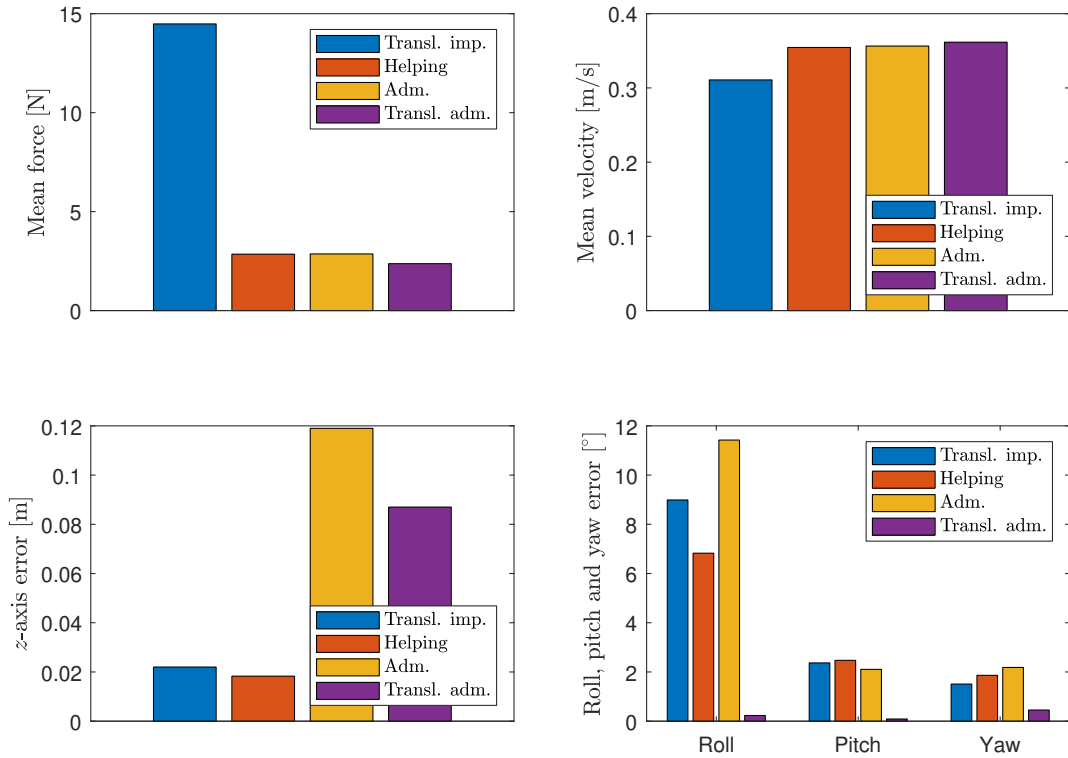 Mean force [N]
15
10
5
0
Transl. imp.
Helping
Adm.
Transl. adm.
Mean velocity [m/s]
0.4
0.3
0.2
0.1
0
Transl. imp.
Helping
Adm.
Transl. adm.
z-axis error [m]
0.12
0.1
0.08
0.06
0.04
0.02
0
Transl. imp.
Helping
Adm.
Transl. adm.
Roll, pitch and yaw error [°]
12
10
8
6
4
2
0
Transl. imp.
Helping
Adm.
Transl. adm.
Roll
Pitch
Yaw